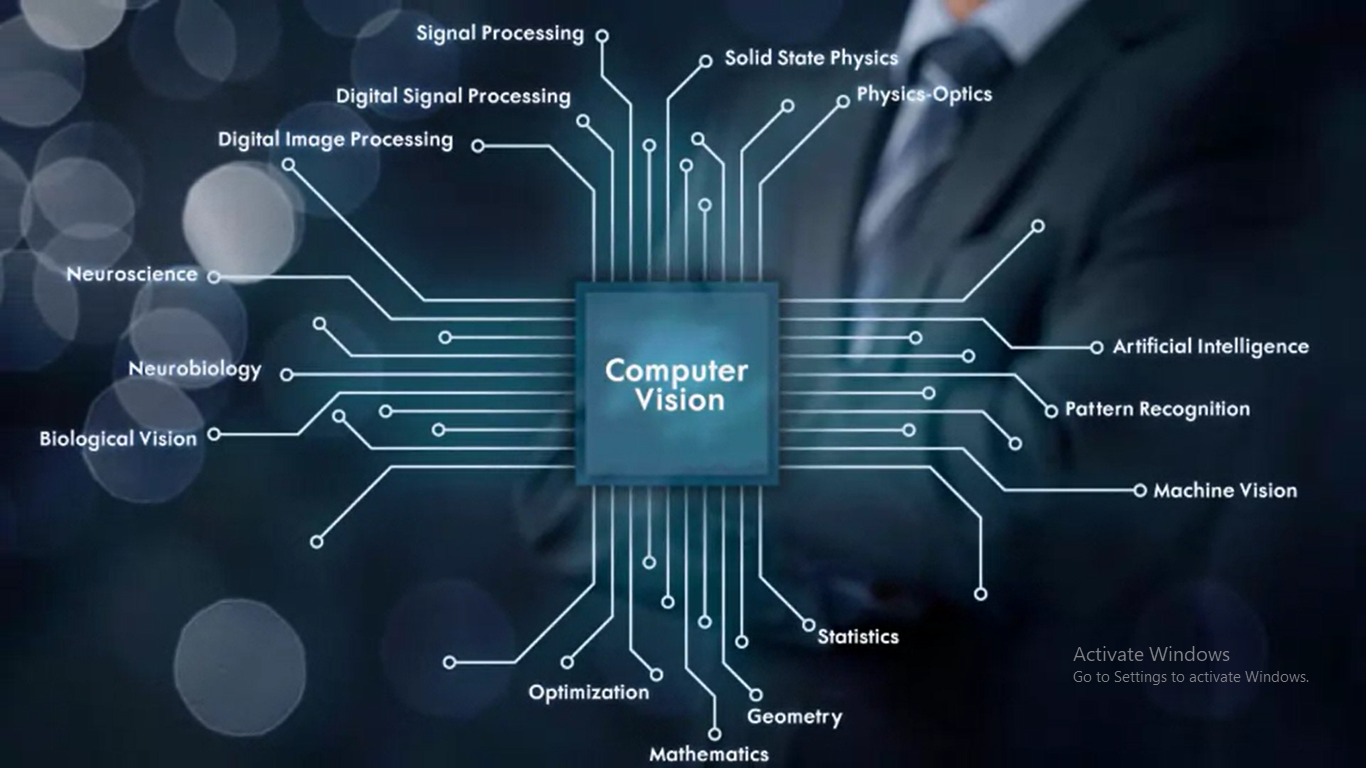 Signal Processing
Solid State Physics
Digital Signal Processing
Physics-Optics
Digital Image Processing
Neuroscience
Artificial Intelligence
Neurobiology
Computer
Vision
Pattern Recognition
Biological Vision
Machine Vision
Statistics
Activate Windows
Go to Settings to activate Windows.
Optimization
Geometry
Mathematics